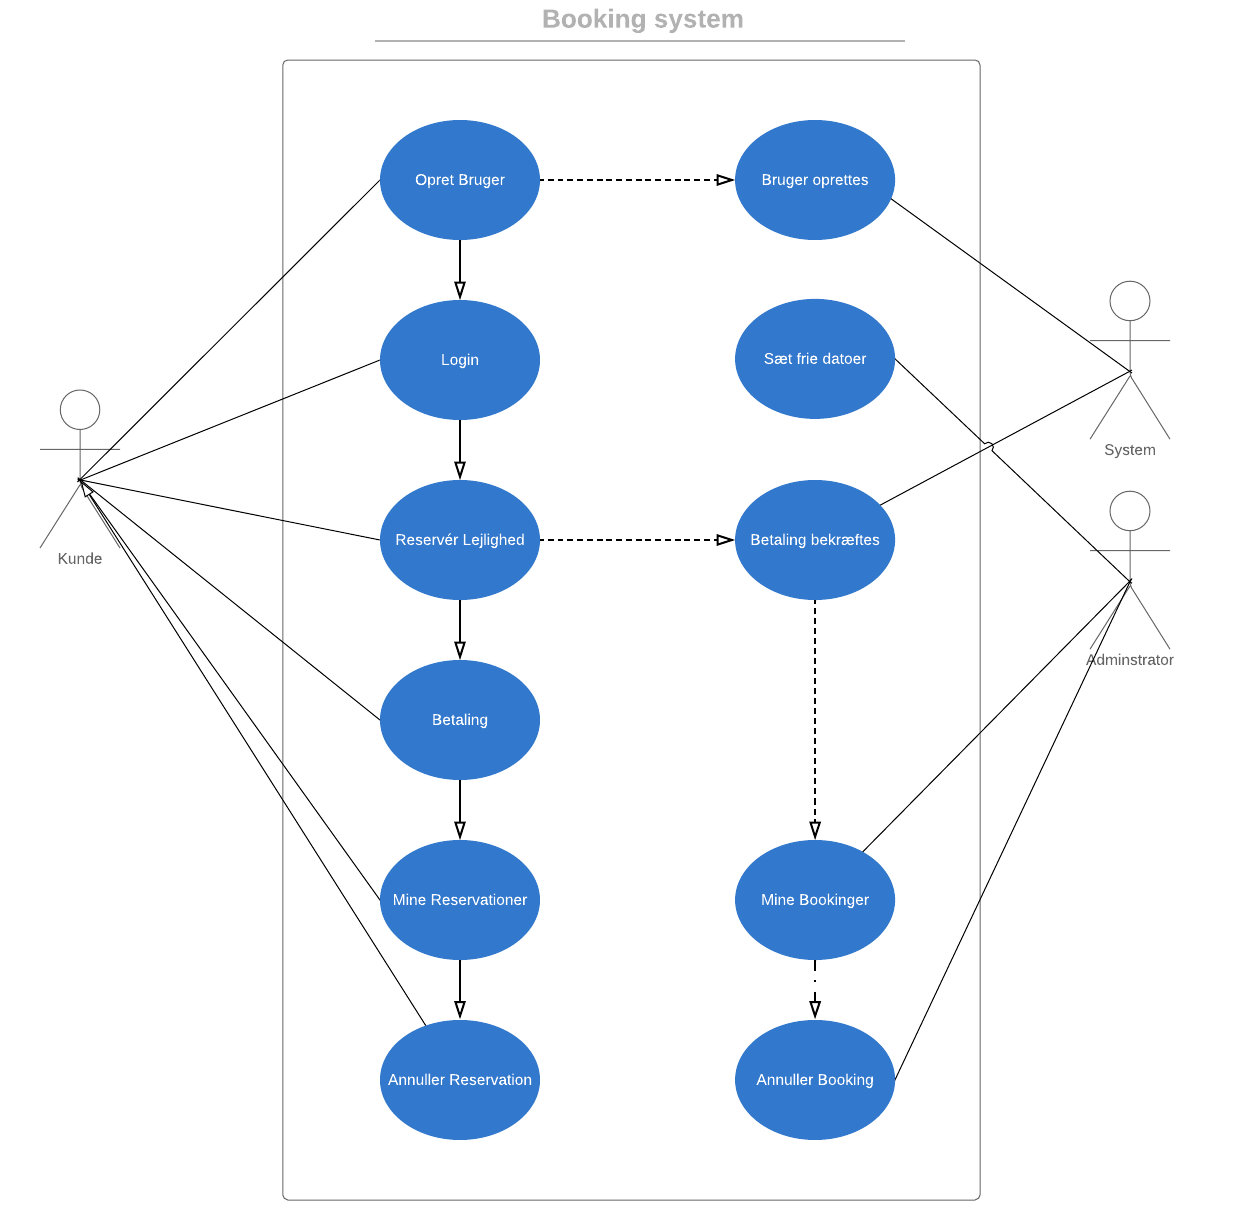 Booking system
Opret Bruger
Bruger oprettes
Login
Sæt frie datoer
System
Kunde
Reservér Lejlighed
Betaling bekræftes
Adminstrator
Betaling
Mine Reservationer
Mine Bookinger
Annuller Reservation
Annuller Booking